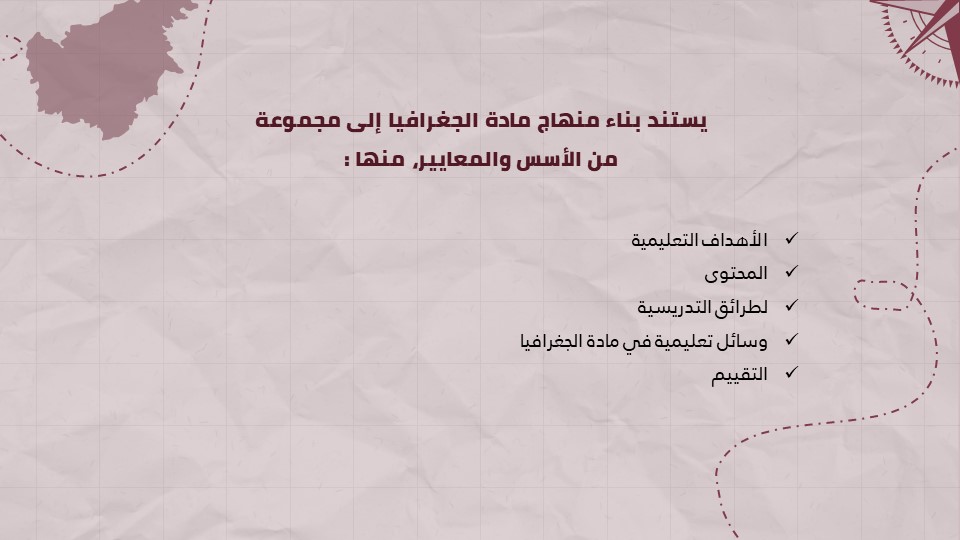 يستند بناء منهاج مادة الجغرافيا إلى مجموعة
من الأسس والمعايير، منها :
✓ الأهداف التعليمية
✓ المحتوى
✓ لطرائق التدريسية
✓ وسائل تعليمية في مادة الجغرافيا
✓ التقييم